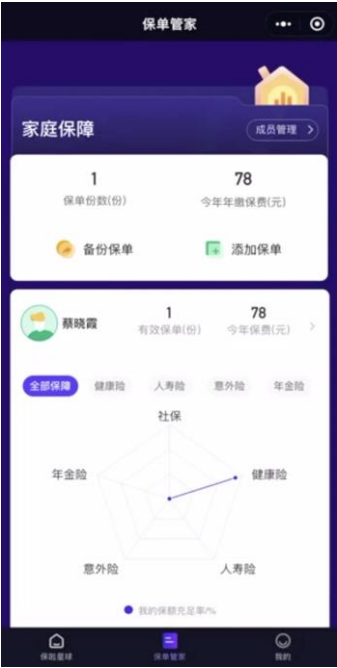 保单管家
家庭保障
成员管理
1 78
保单份数(份) 今年年缴保费(元)
备份保单 添加保单
蔡晓霞
1 78
有效保单(份) 今年保费(元)
全部保障 健康险 人寿险 意外险 年金险
社保
年金险 健康险
意外险 人寿险
我的保额充足率/%
保险星球 保单管家 我的